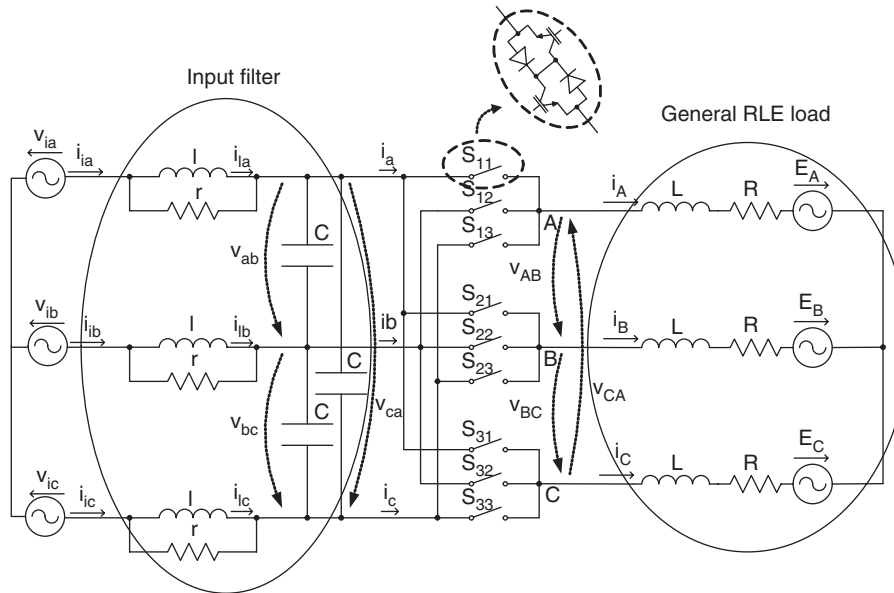 Input filter
General RLE load
v_ia
i_ia
l
i_la
r
i_a
S_11
S_12
S_13
A
i_A
L
R
E_A
C
v_ab
v_AB
v_ib
i_ib
l
i_lb
r
ib
S_21
S_22
S_23
B
i_B
L
R
E_B
C
C
v_bc
v_ca
v_BC
v_CA
v_ic
i_ic
l
i_lc
r
i_c
S_31
S_32
S_33
C
i_C
L
R
E_C